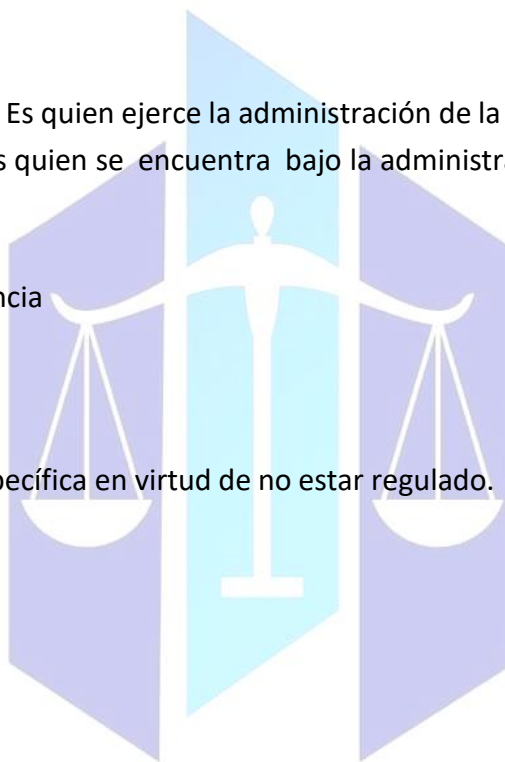 Es quien ejerce la administración de la
s quien se encuentra bajo la administra
ncia
pecífica en virtud de no estar regulado.